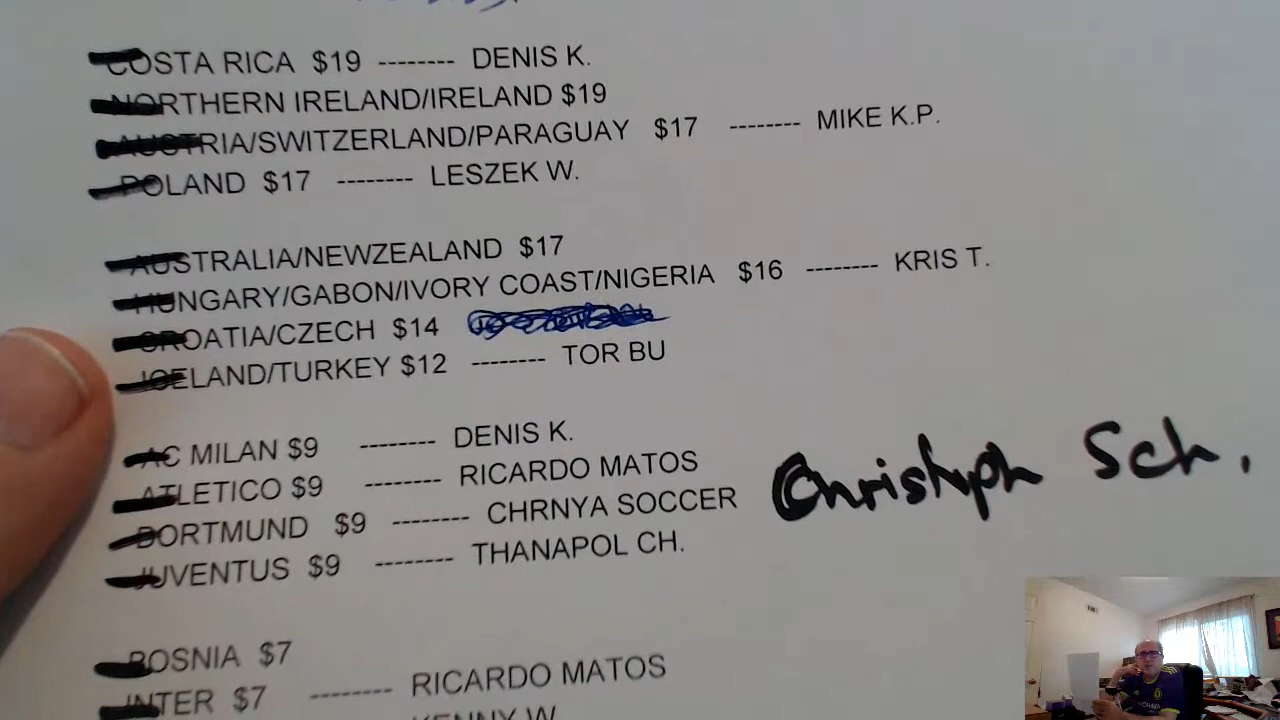 COSTA RICA $19 -------- DENIS K.
NORTHERN IRELAND/IRELAND $19
AUSTRIA/SWITZERLAND/PARAGUAY $17 -------- MIKE K.P.
POLAND $17 -------- LESZEK W.
AUSTRALIA/NEWZEALAND $17
HUNGARY/GABON/IVORY COAST/NIGERIA $16 -------- KRIS T.
CROATIA/CZECH $14
ICELAND/TURKEY $12 -------- TOR BU
AC MILAN $9 -------- DENIS K.
ATLETICO $9 -------- RICARDO MATOS
DORTMUND $9 -------- CHRNYA SOCCER Christoph Sch.
JUVENTUS $9 -------- THANAPOL CH.
BOSNIA $7
INTER $7 -------- RICARDO MATOS
KENNY W